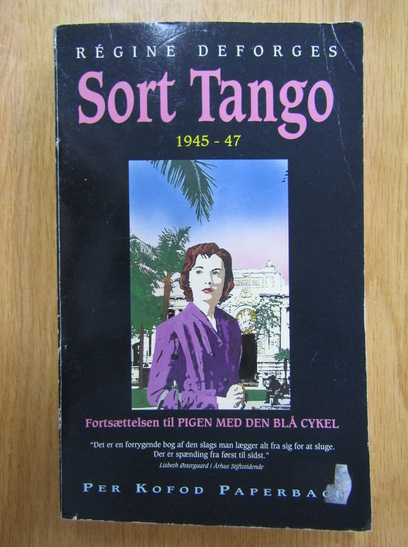 RÉGINE DEFORGES
Sort Tango
1945 - 47
Fortsættelsen til PIGEN MED DEN BLÅ CYKEL
"Det er en forrygende bog af den slags man lægger alt fra sig for at sluge.
Der er spænding fra først til sidst."
Lisbeth Østergaard i Århus Stiftstidende
PER KOFOD PAPERBACK